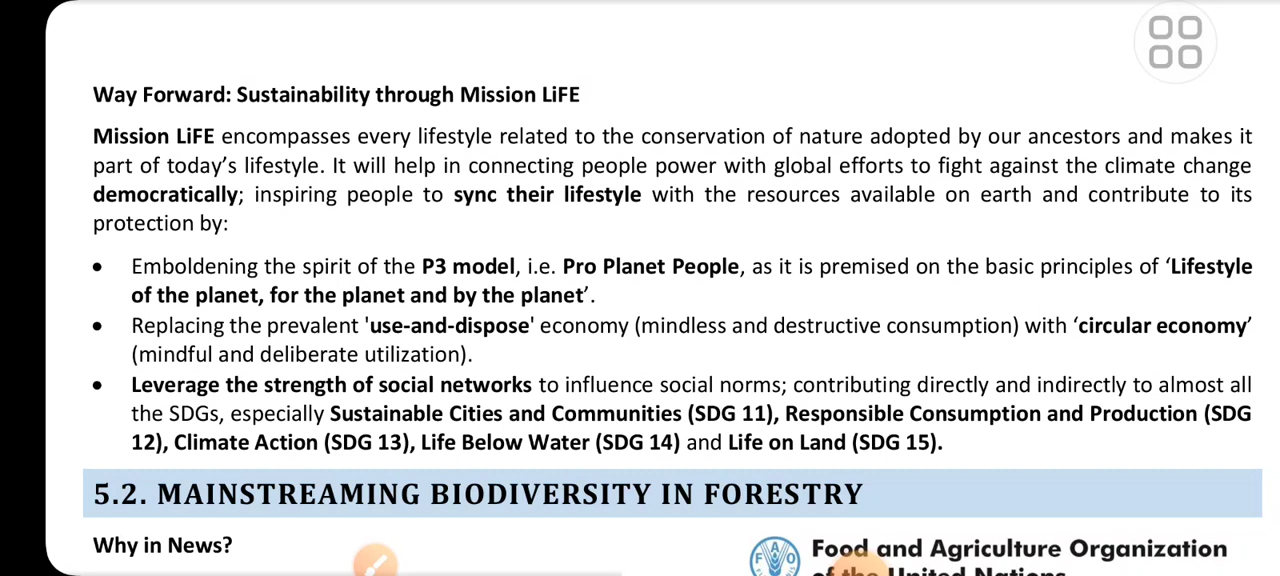 Way Forward: Sustainability through Mission LiFE
Mission LiFE encompasses every lifestyle related to the conservation of nature adopted by our ancestors and makes it
part of today’s lifestyle. It will help in connecting people power with global efforts to fight against the climate change
democratically; inspiring people to sync their lifestyle with the resources available on earth and contribute to its
protection by:
• Emboldening the spirit of the P3 model, i.e. Pro Planet People, as it is premised on the basic principles of ‘Lifestyle
of the planet, for the planet and by the planet’.
• Replacing the prevalent 'use-and-dispose' economy (mindless and destructive consumption) with ‘circular economy’
(mindful and deliberate utilization).
• Leverage the strength of social networks to influence social norms; contributing directly and indirectly to almost all
the SDGs, especially Sustainable Cities and Communities (SDG 11), Responsible Consumption and Production (SDG
12), Climate Action (SDG 13), Life Below Water (SDG 14) and Life on Land (SDG 15).
5.2. MAINSTREAMING BIODIVERSITY IN FORESTRY
Why in News?
FAO
Food and Agriculture Organization
of the United Nations